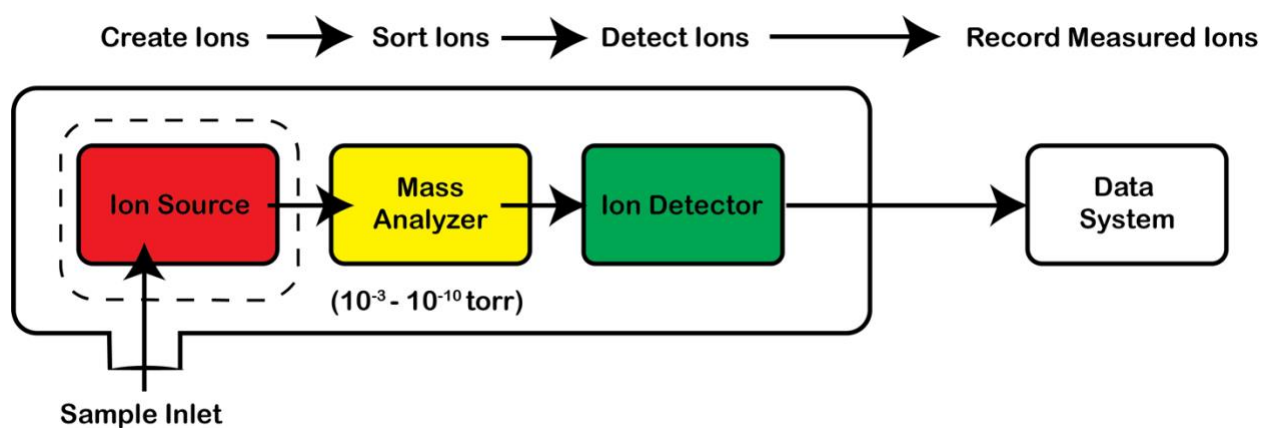 Create Ions Sort Ions Detect Ions Record Measured Ions
Ion Source
Mass
Analyzer
Ion Detector
Data
System
(10⁻³ - 10⁻¹⁰ torr)
Sample Inlet